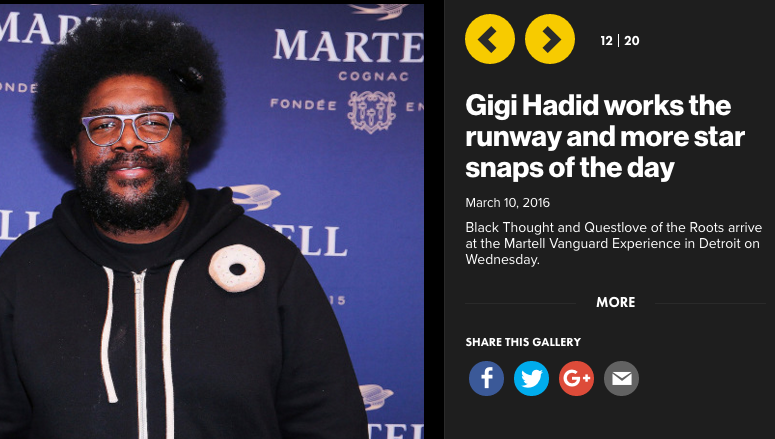 MAR
MARTE
COGNAC
FONDÉE
EN
NDÉE
LL
ELL
15
12 | 20
Gigi Hadid works the
runway and more star
snaps of the day
March 10, 2016
Black Thought and Questlove of the Roots arrive
at the Martell Vanguard Experience in Detroit on
Wednesday.
MORE
SHARE THIS GALLERY
f
G+